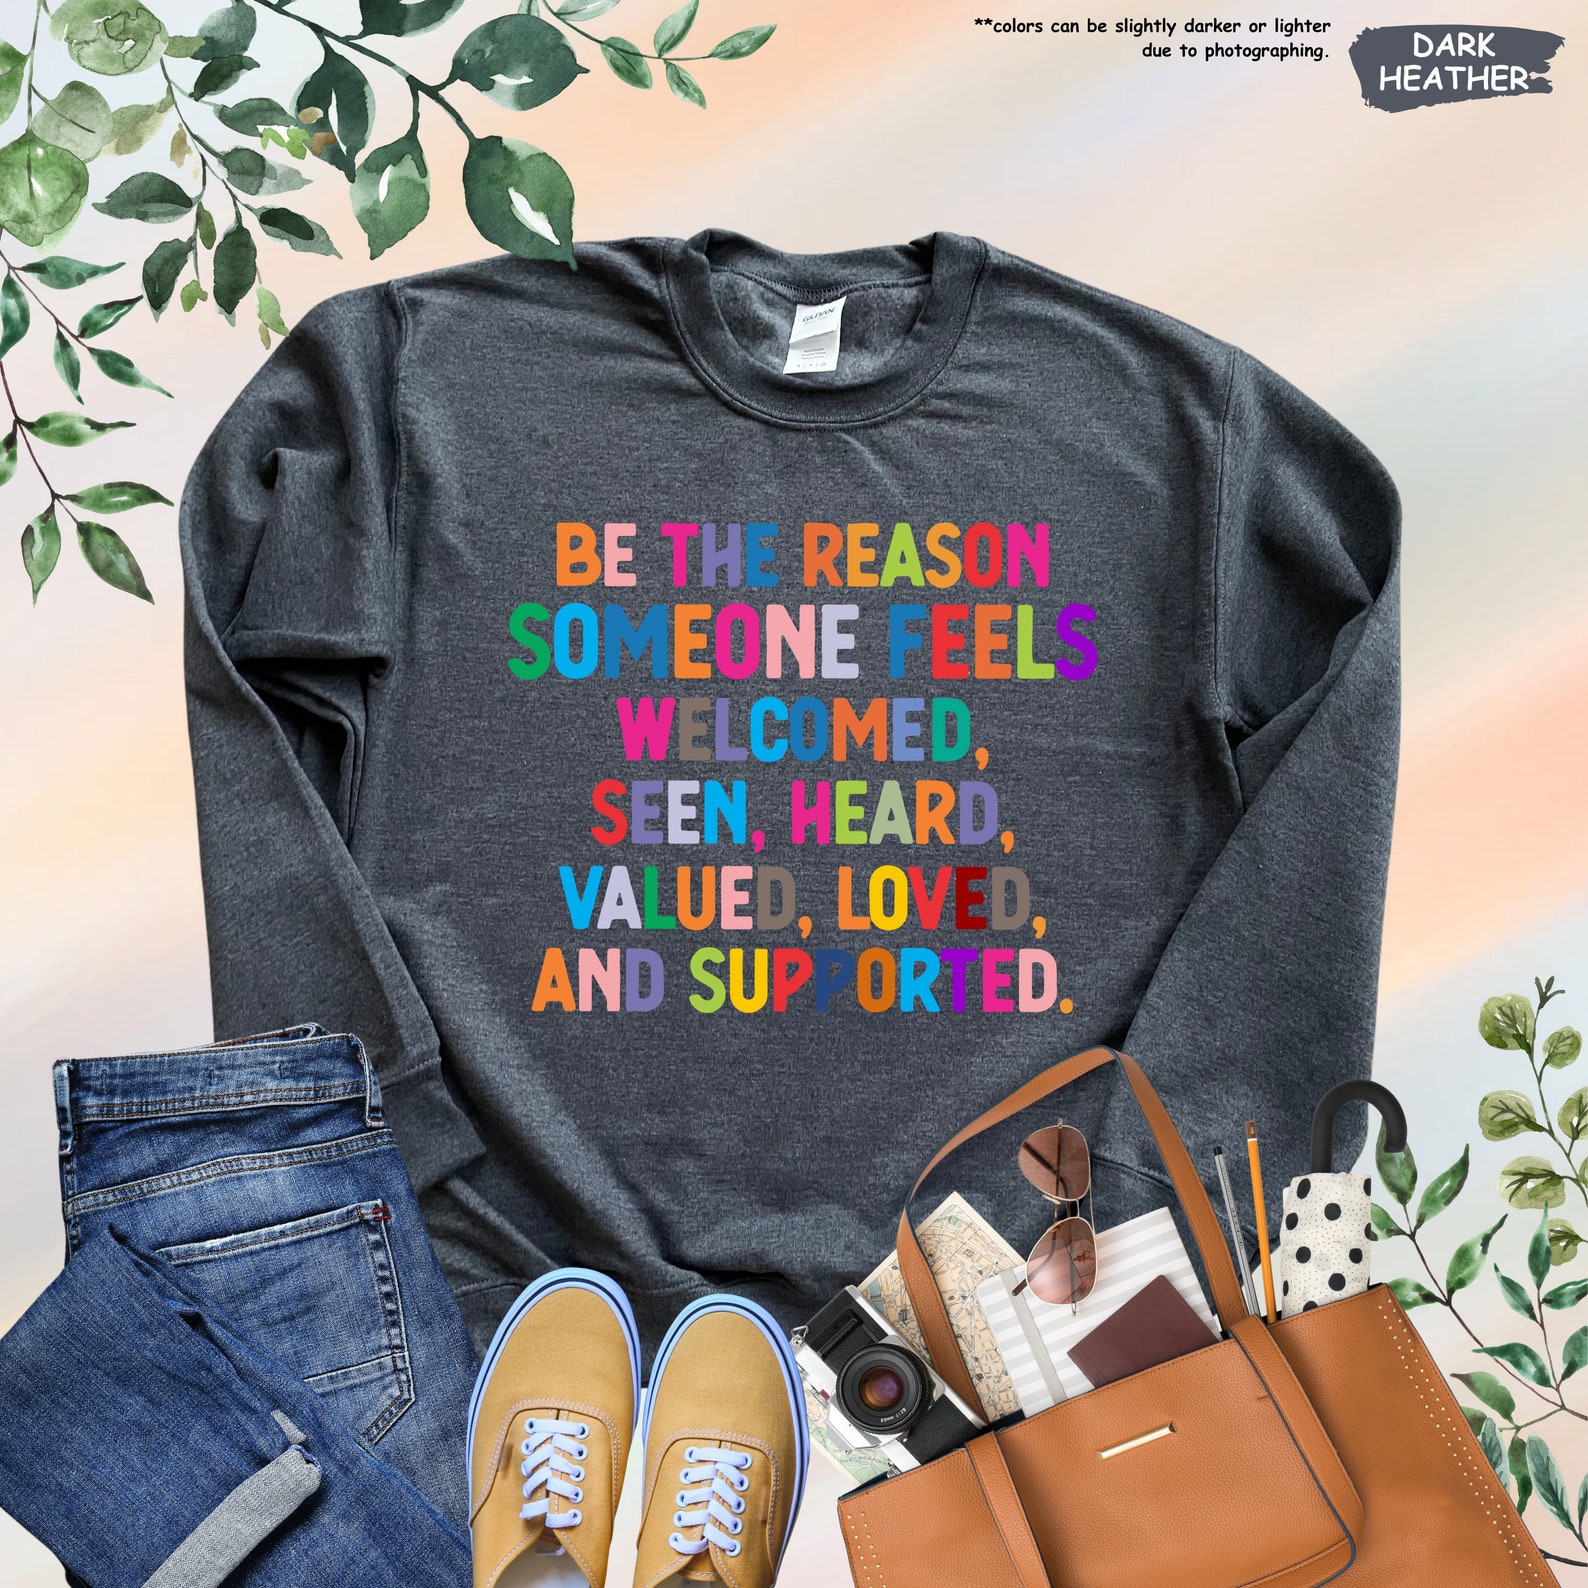 **colors can be slightly darker or lighter
due to photographing.
DARK
HEATHER
GILDAN
BE THE REASON
SOMEONE FEELS
WELCOMED,
SEEN, HEARD,
VALUED, LOVED,
AND SUPPORTED.